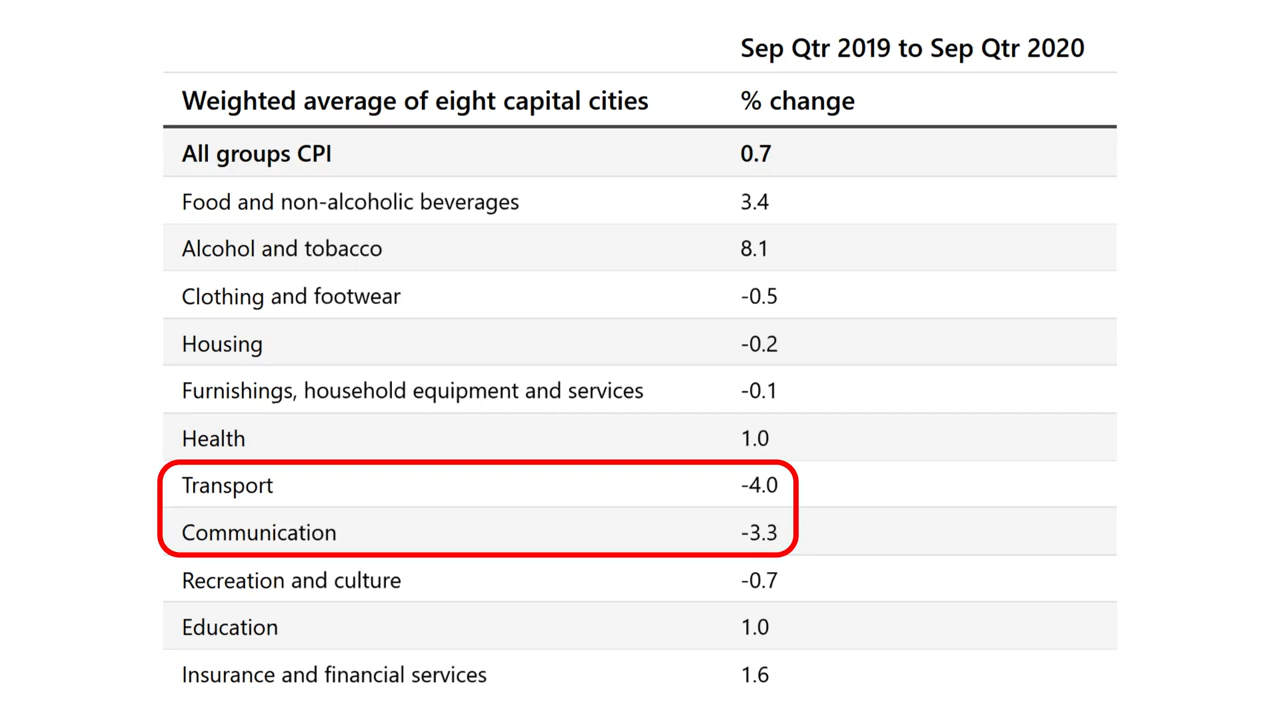 Sep Qtr 2019 to Sep Qtr 2020
Weighted average of eight capital cities % change
All groups CPI 0.7
Food and non-alcoholic beverages 3.4
Alcohol and tobacco 8.1
Clothing and footwear -0.5
Housing -0.2
Furnishings, household equipment and services -0.1
Health 1.0
Transport -4.0
Communication -3.3
Recreation and culture -0.7
Education 1.0
Insurance and financial services 1.6